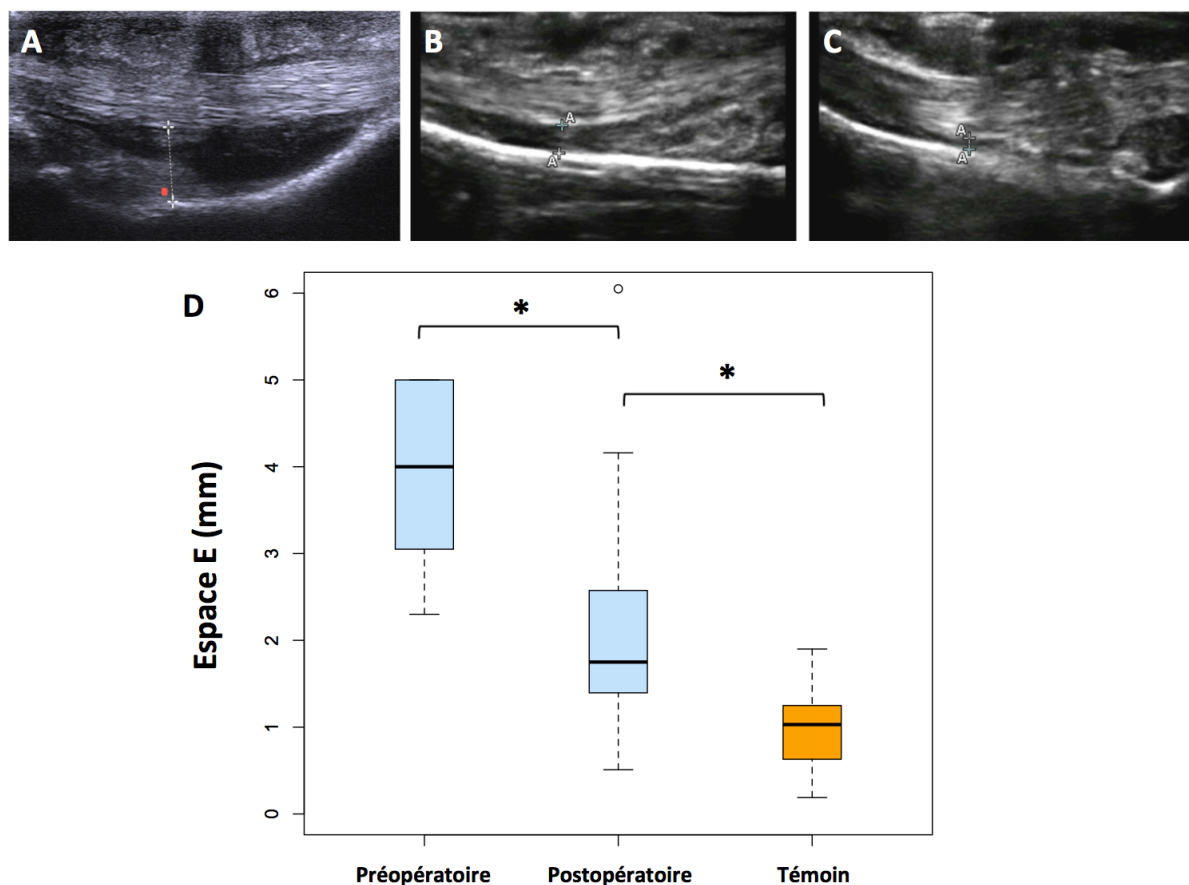 A
B
C
A
A
A
A
D
*
*
Espace E (mm)
6
5
4
3
2
1
0
Préopératoire
Postopératoire
Témoin